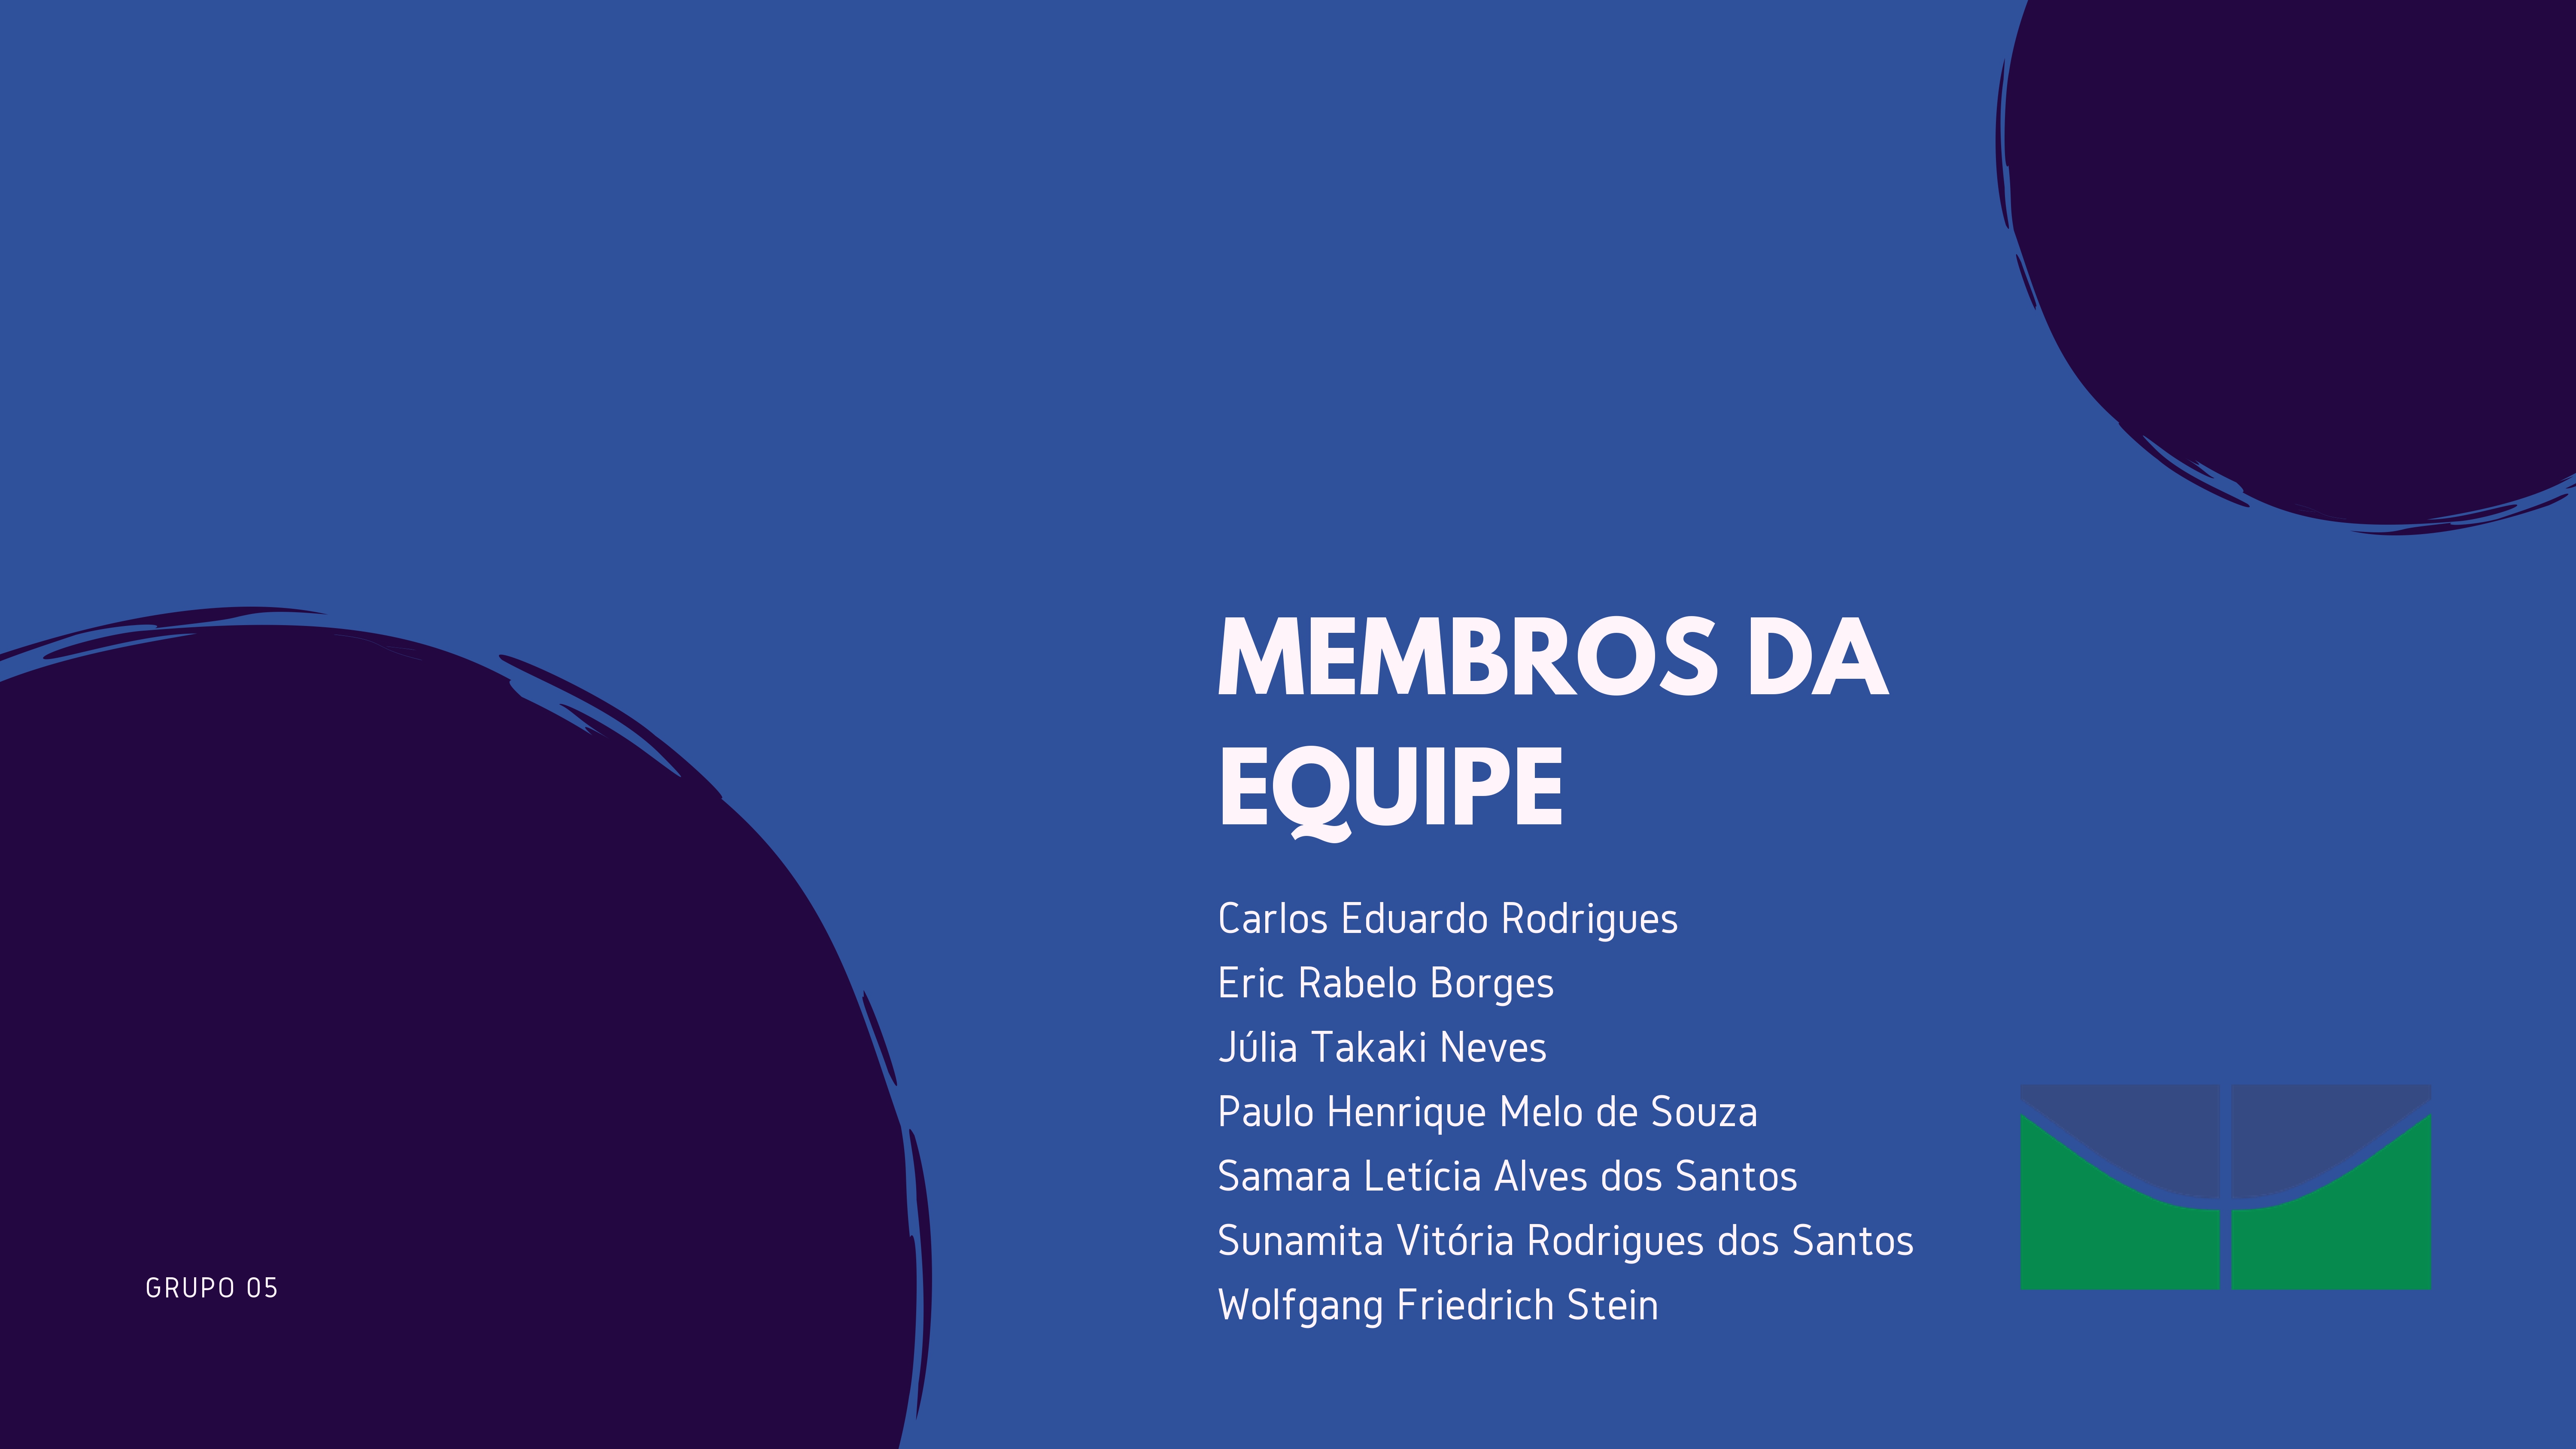 MEMBROS DA
EQUIPE
Carlos Eduardo Rodrigues
Eric Rabelo Borges
Júlia Takaki Neves
Paulo Henrique Melo de Souza
Samara Letícia Alves dos Santos
Sunamita Vitória Rodrigues dos Santos
Wolfgang Friedrich Stein
GRUPO 05